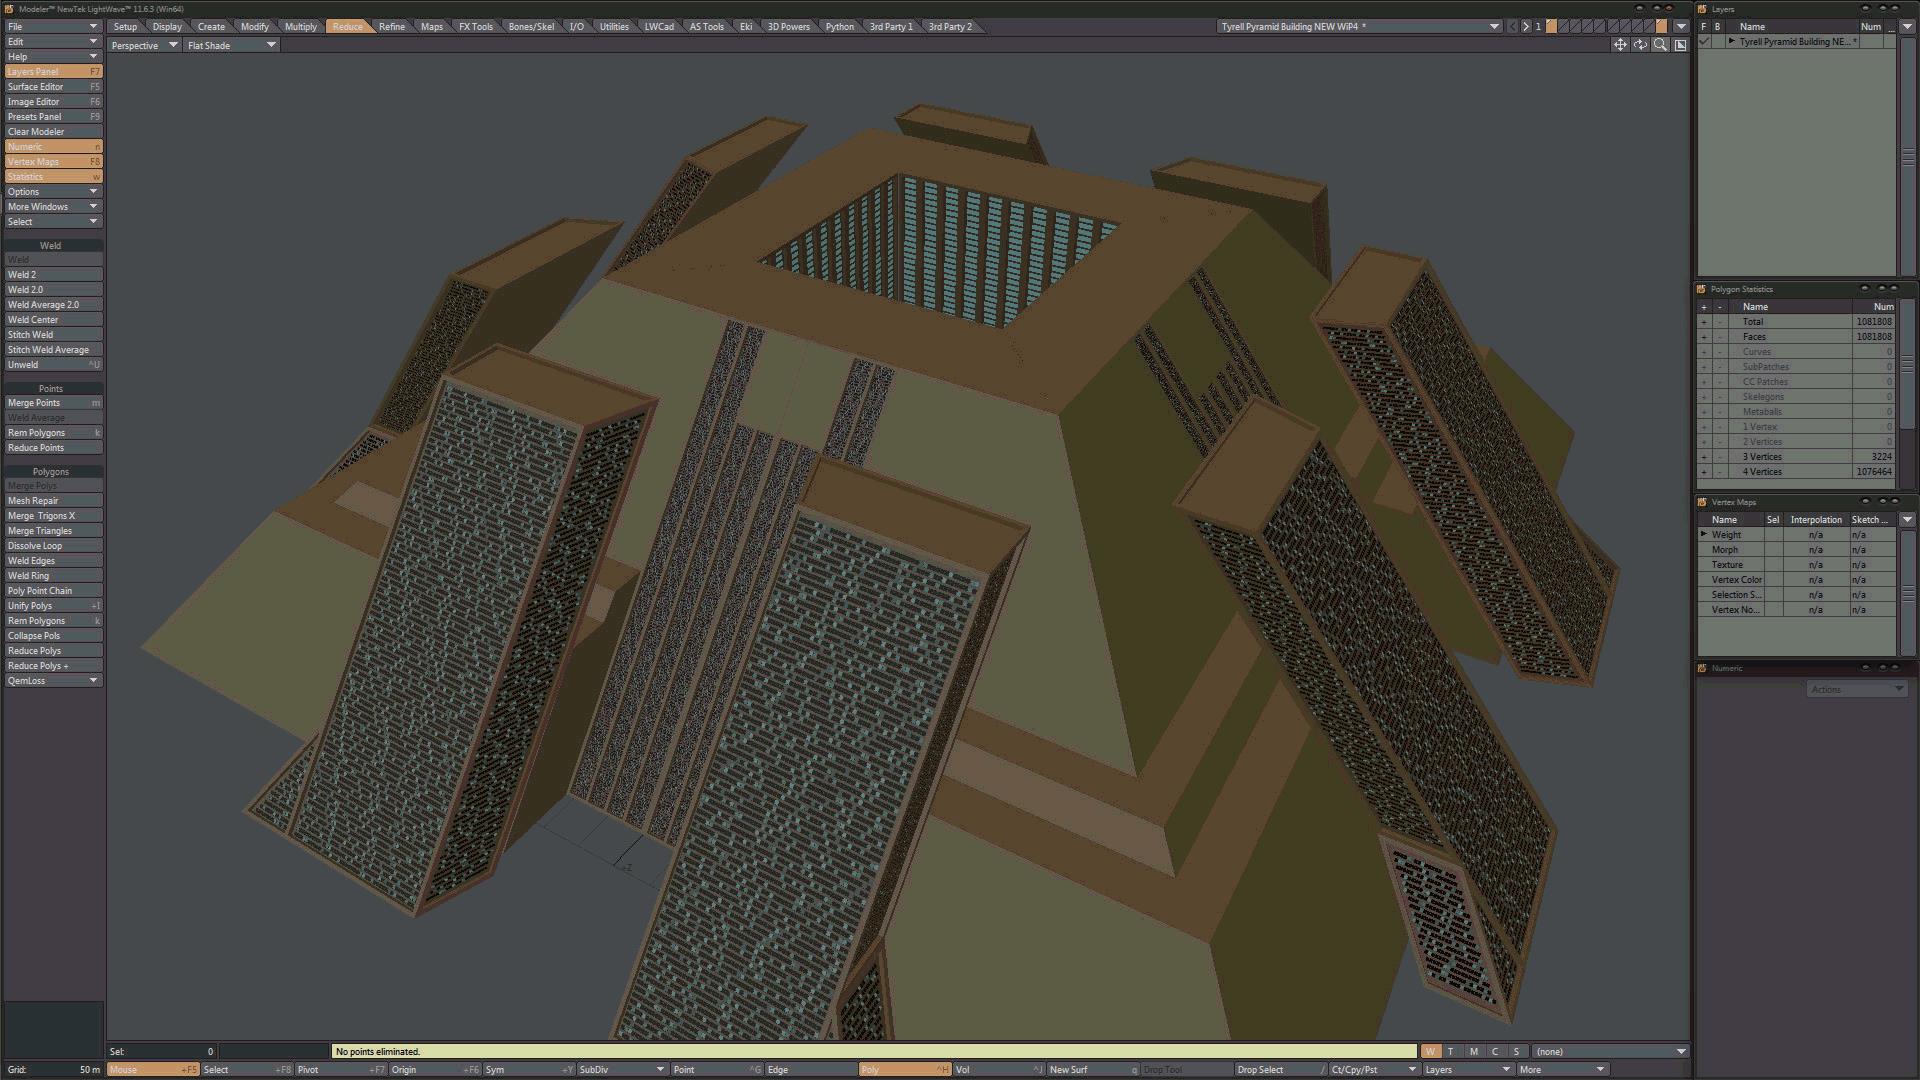 Modeler™ NewTek LightWave™ 11.6.3 (Win64)
File
Edit
Help
Layers Panel F7
Surface Editor F5
Image Editor F6
Presets Panel F9
Clear Modeler
Numeric n
Vertex Maps F8
Statistics w
Options
More Windows
Select
Weld
Weld
Weld 2
Weld 2.0
Weld Average 2.0
Weld Center
Stitch Weld
Stitch Weld Average
Unweld ^U
Points
Merge Points m
Weld Average
Rem Polygons k
Reduce Points
Polygons
Merge Polys
Mesh Repair
Merge Trigons X
Merge Triangles
Dissolve Loop
Weld Edges
Weld Ring
Poly Point Chain
Unify Polys +I
Rem Polygons k
Collapse Pols
Reduce Polys
Reduce Polys +
QemLoss
Setup Display Create Modify Multiply Reduce Refine Maps FX Tools Bones/Skel I/O Utilities LWCad AS Tools Eki 3D Powers Python 3rd Party 1 3rd Party 2
Tyrell Pyramid Building NEW WiP4 * < > 1
Perspective Flat Shade
+Z
Layers
F B Name Num ...
Tyrell Pyramid Building NE... *
Polygon Statistics
+ - Name Num
+ - Total 1081808
+ - Faces 1081808
+ - Curves 0
+ - SubPatches 0
+ - CC Patches 0
+ - Skelegons 0
+ - Metaballs 0
+ - 1 Vertex 0
+ - 2 Vertices 0
+ - 3 Vertices 3224
+ - 4 Vertices 1076464
Vertex Maps
Name Sel Interpolation Sketch ...
Weight n/a n/a
Morph n/a n/a
Texture n/a n/a
Vertex Color n/a n/a
Selection S... n/a n/a
Vertex No... n/a n/a
Numeric
Actions
Sel: 0 No points eliminated. W T M C S (none)
Grid: 50 m Mouse +F5 Select +F8 Pivot +F7 Origin +F6 Sym +Y SubDiv Point ^G Edge Poly ^H Vol ^J New Surf q Drop Tool Drop Select / Ct/Cpy/Pst Layers More